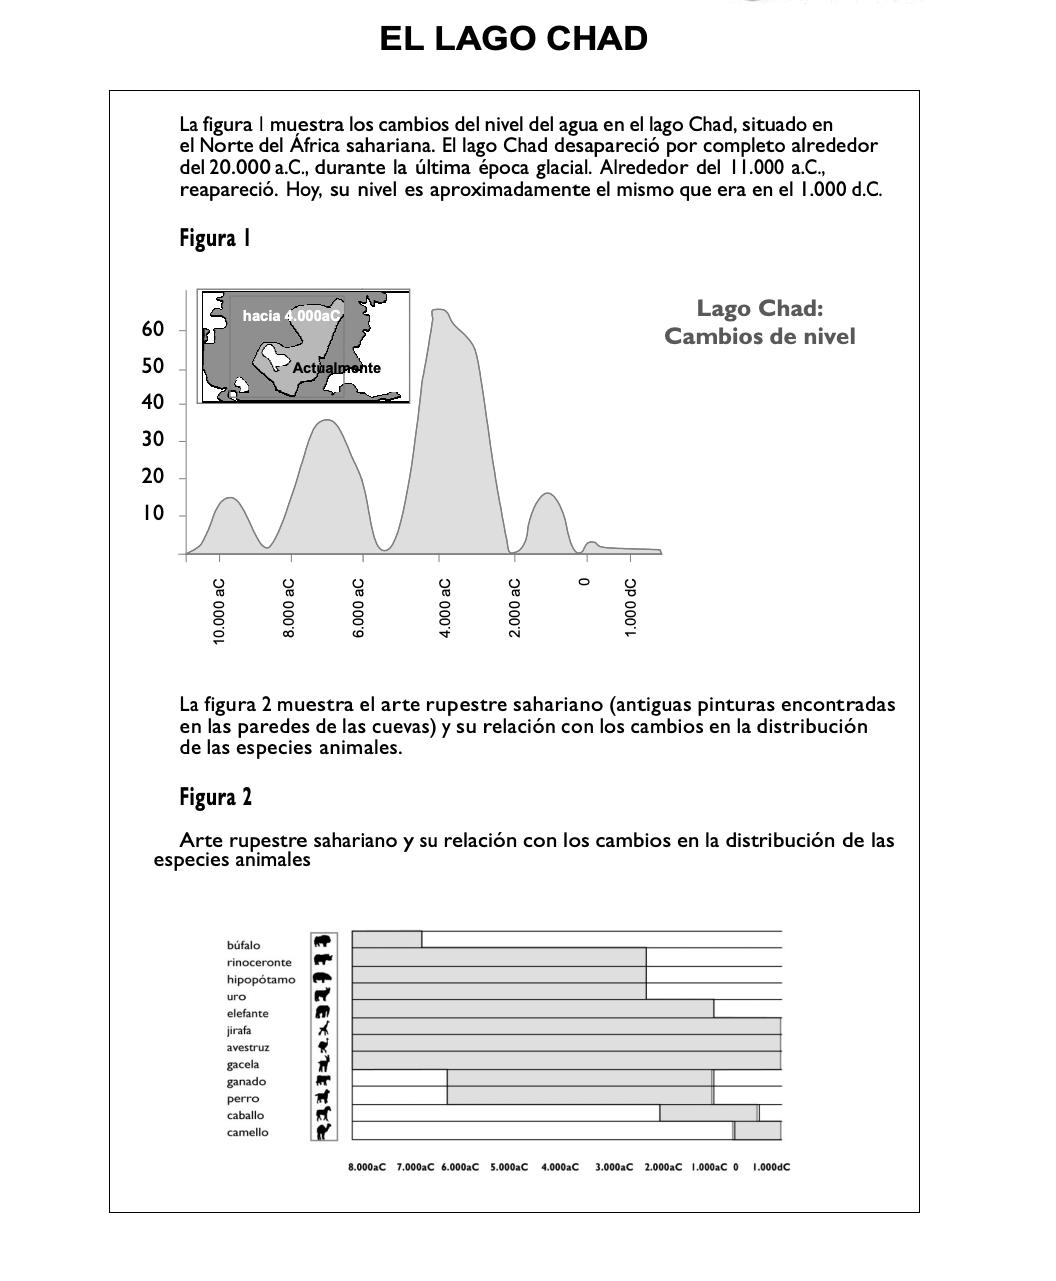 EL LAGO CHAD
La figura 1 muestra los cambios del nivel del agua en el lago Chad, situado en
el Norte del África sahariana. El lago Chad desapareció por completo alrededor
del 20.000 a.C., durante la última época glacial. Alrededor del 11.000 a.C.,
reapareció. Hoy, su nivel es aproximadamente el mismo que era en el 1.000 d.C.
Figura 1
Lago Chad:
Cambios de nivel
hacia 4.000aC
Actualmente
60
50
40
30
20
10
10.000 aC
8.000 aC
6.000 aC
4.000 aC
2.000 aC
0
1.000 dC
La figura 2 muestra el arte rupestre sahariano (antiguas pinturas encontradas
en las paredes de las cuevas) y su relación con los cambios en la distribución
de las especies animales.
Figura 2
Arte rupestre sahariano y su relación con los cambios en la distribución de las
especies animales
búfalo
rinoceronte
hipopótamo
uro
elefante
jirafa
avestruz
gacela
ganado
perro
caballo
camello
8.000aC 7.000aC 6.000aC 5.000aC 4.000aC 3.000aC 2.000aC 1.000aC 0 1.000dC